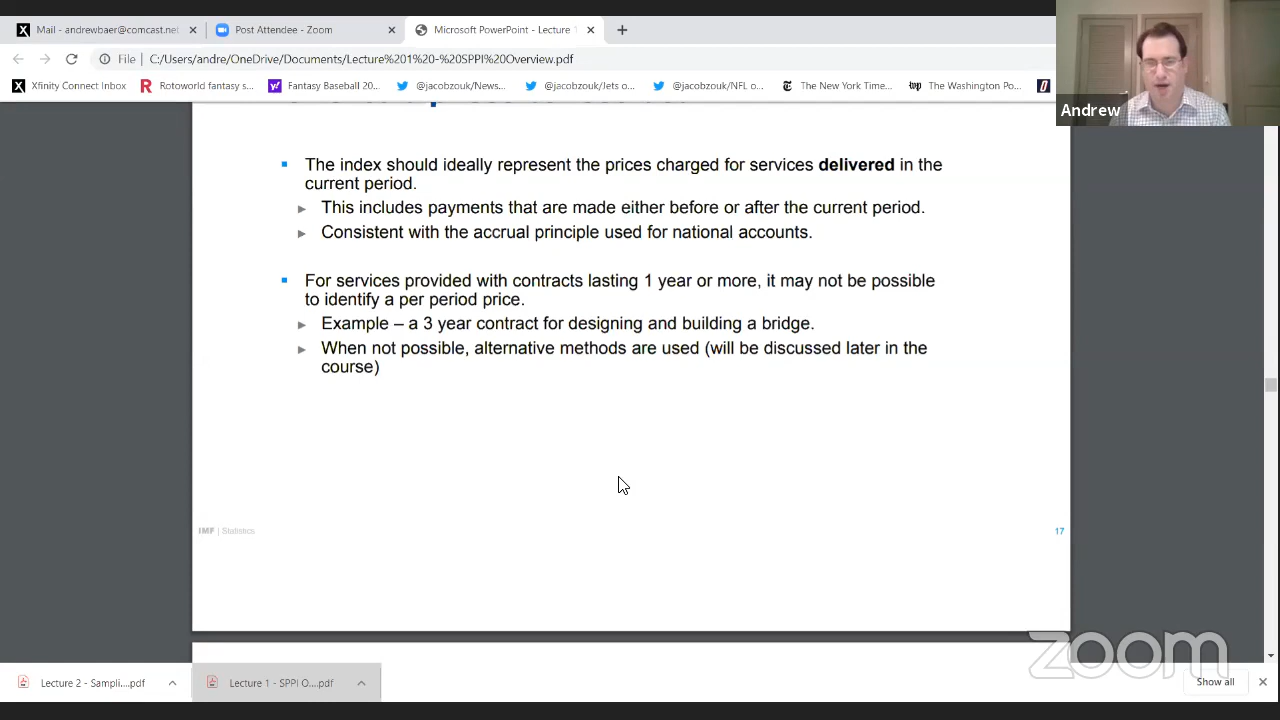 Mail - andrewbaer@comcast.net
Post Attendee - Zoom
Microsoft PowerPoint - Lecture 1
File | C:/Users/andre/OneDrive/Documents/Lecture%201%20-%20SPPI%20Overview.pdf
Xfinity Connect Inbox
Rotoworld fantasy s...
Fantasy Baseball 20...
@jacobzouk/News...
@jacobzouk/Jets o...
@jacobzouk/NFL o...
The New York Time...
The Washington Po...
Andrew
The index should ideally represent the prices charged for services delivered in the
current period.
This includes payments that are made either before or after the current period.
Consistent with the accrual principle used for national accounts.
For services provided with contracts lasting 1 year or more, it may not be possible
to identify a per period price.
Example – a 3 year contract for designing and building a bridge.
When not possible, alternative methods are used (will be discussed later in the
course)
IMF | Statistics
17
zoom
Lecture 2 - Sampli....pdf
Lecture 1 - SPPI O....pdf
Show all